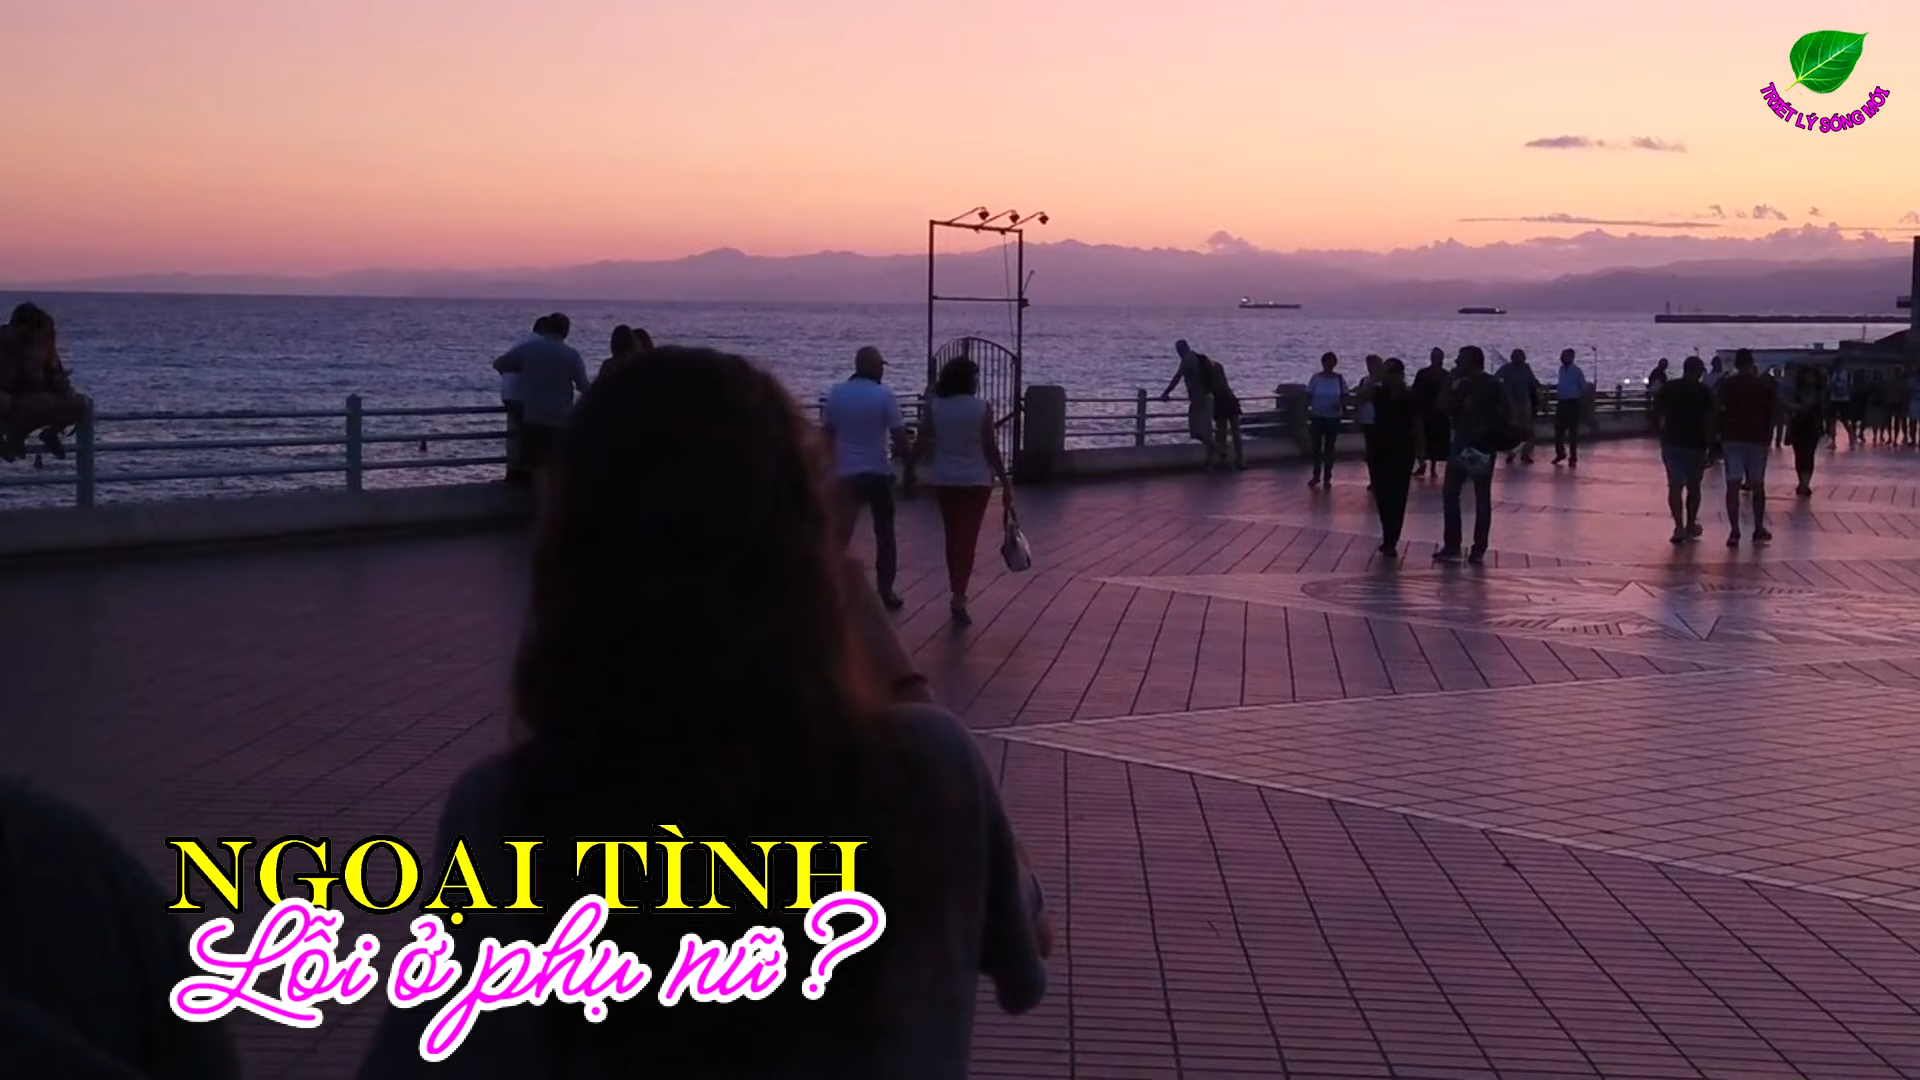 TRIẾT LÝ SỐNG MỚI
NGOẠI TÌNH
Lỗi ở phụ nữ?